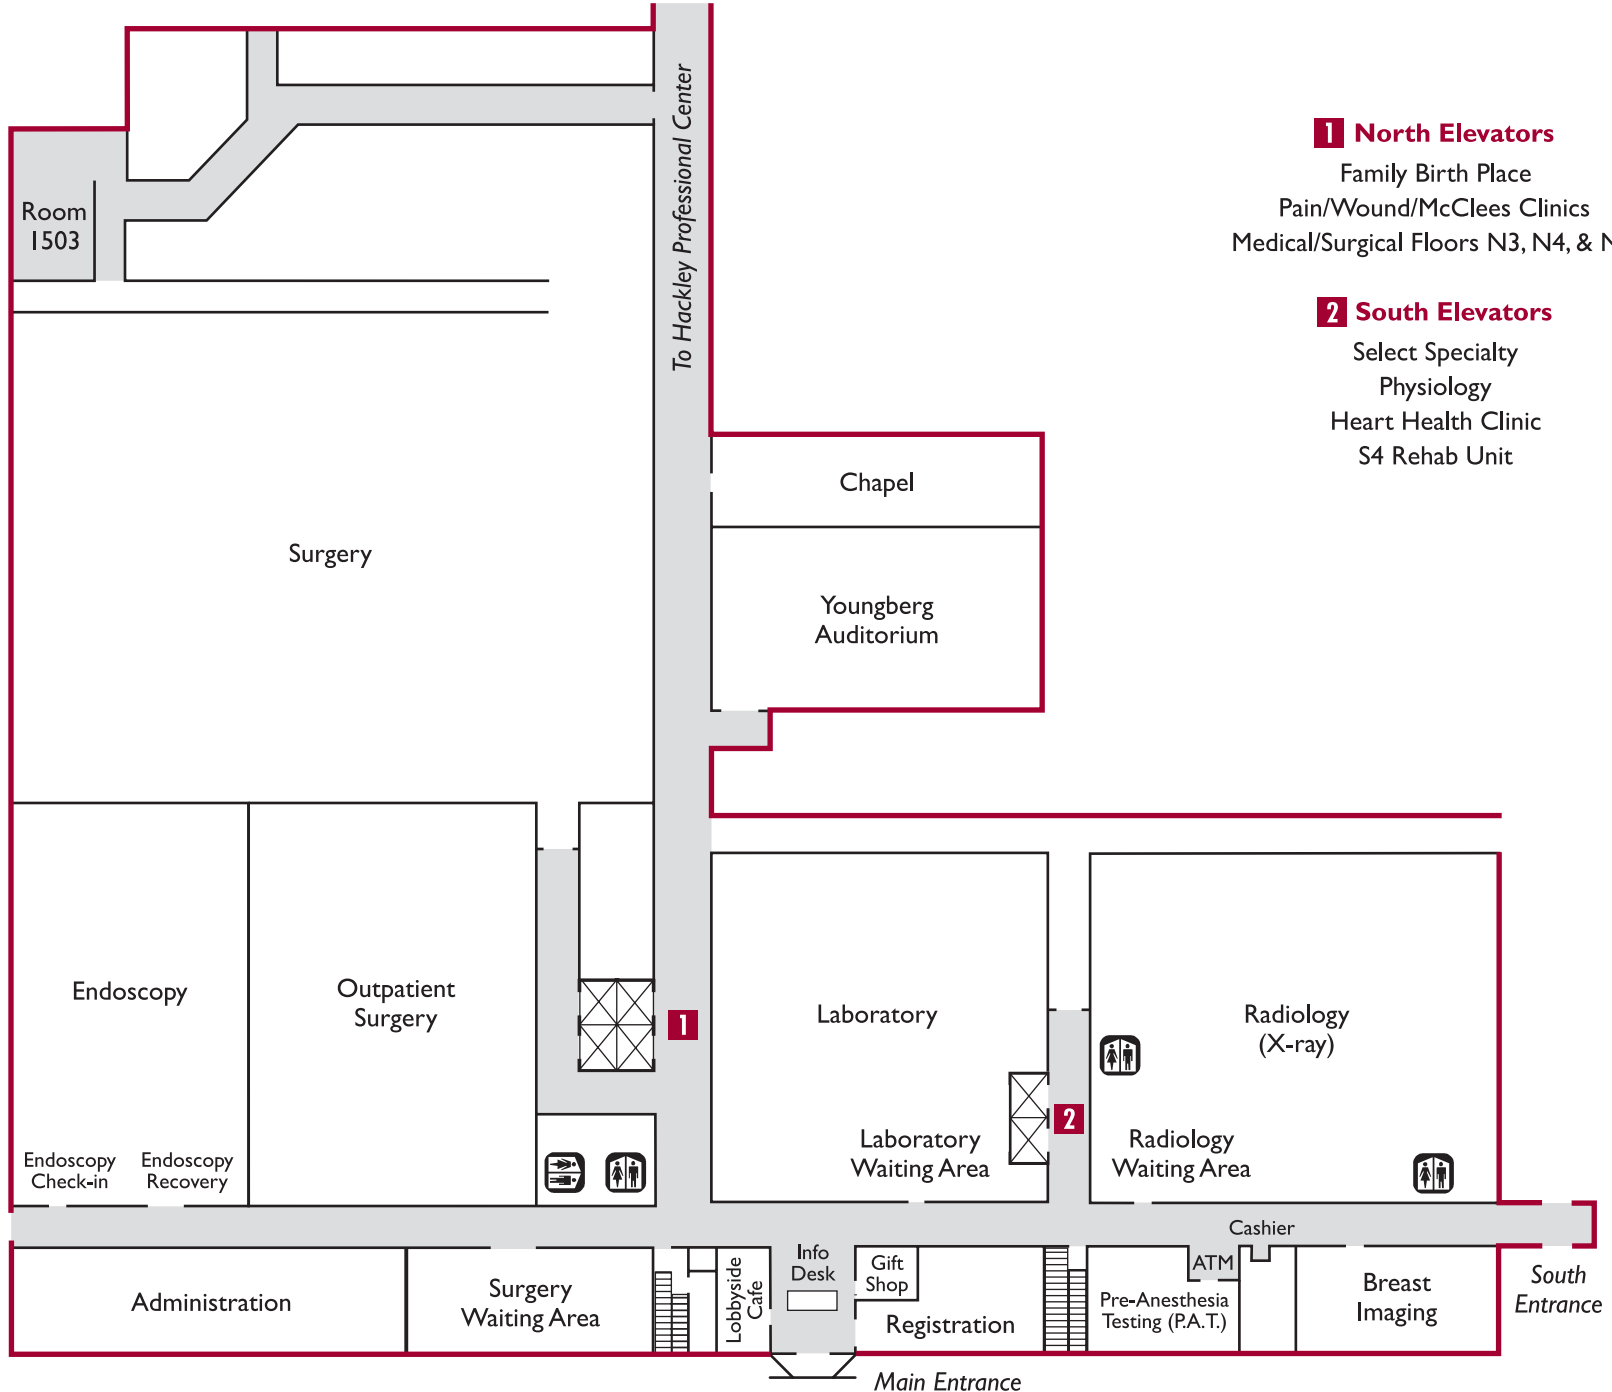 1 North Elevators
Family Birth Place
Pain/Wound/McClees Clinics
Medical/Surgical Floors N3, N4, & N
2 South Elevators
Select Specialty
Physiology
Heart Health Clinic
S4 Rehab Unit
To Hackley Professional Center
Room
1503
Chapel
Surgery
Youngberg
Auditorium
Endoscopy
Outpatient
Surgery
1
Laboratory
Radiology
(X-ray)
2
Endoscopy
Check-in
Endoscopy
Recovery
Laboratory
Waiting Area
Radiology
Waiting Area
Cashier
Administration
Surgery
Waiting Area
Lobbyside
Cafe
Info
Desk
Gift
Shop
Registration
ATM
Pre-Anesthesia
Testing (P.A.T.)
Breast
Imaging
South
Entrance
Main Entrance